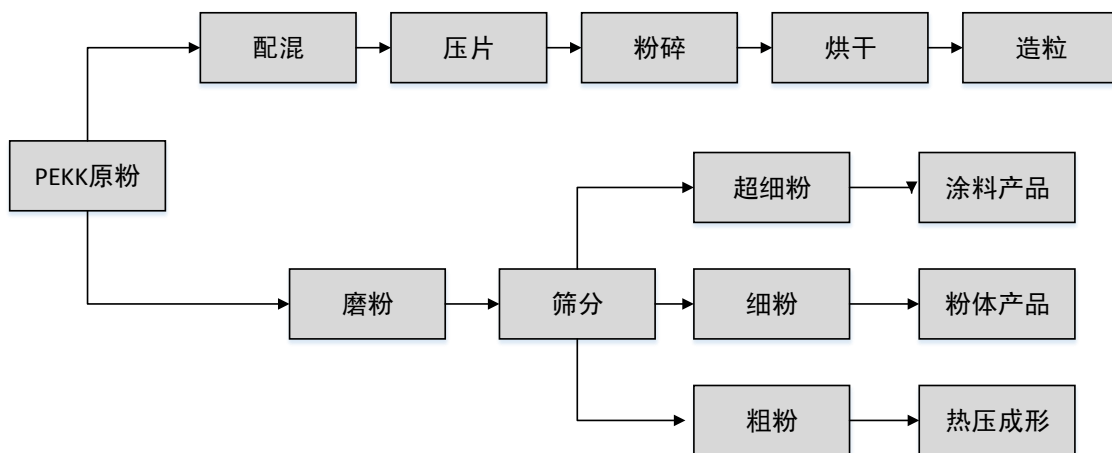 配混
压片
粉碎
烘干
造粒
PEKK原粉
超细粉
涂料产品
磨粉
筛分
细粉
粉体产品
粗粉
热压成形